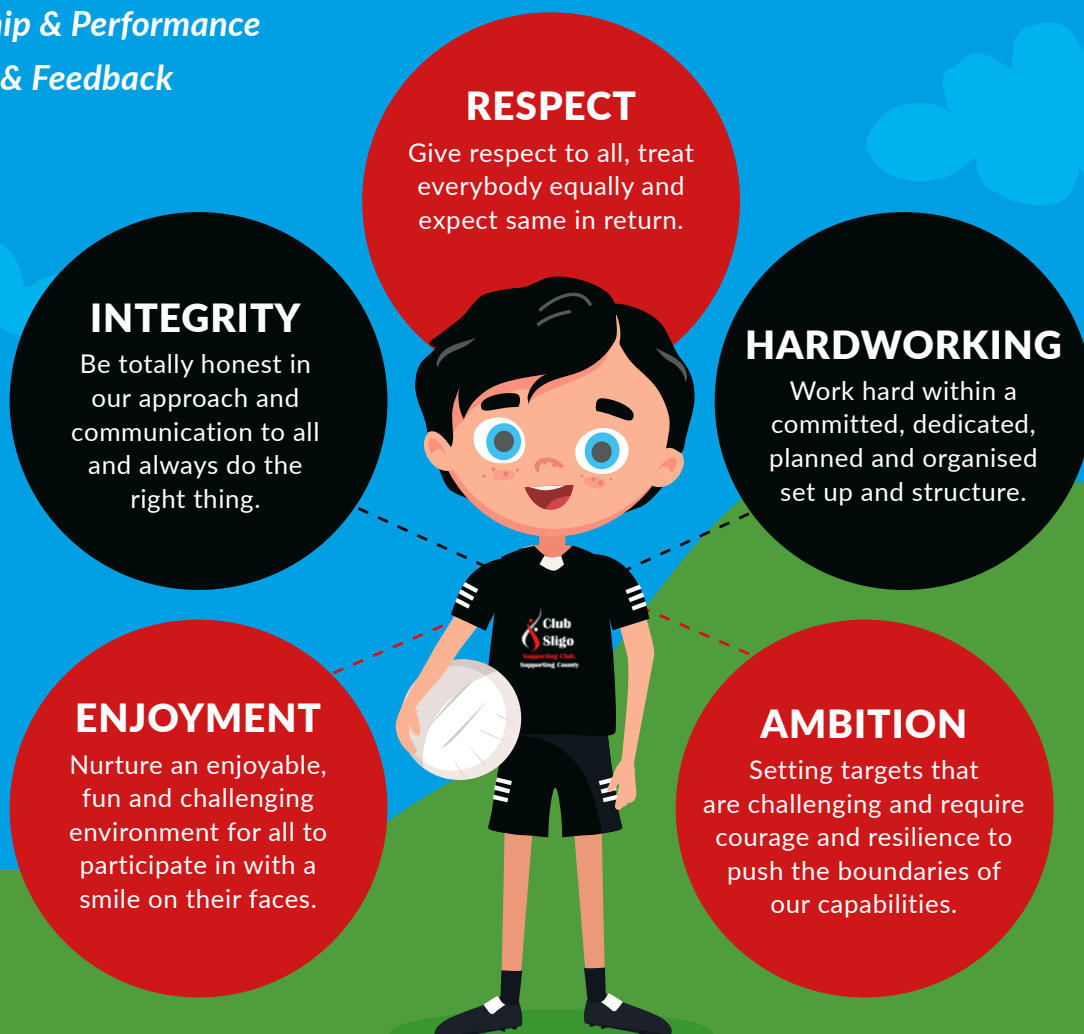 & Performance
& Feedback
RESPECT
Give respect to all, treat
everybody equally and
expect same in return.
INTEGRITY
Be totally honest in
our approach and
communication to all
and always do the
right thing.
HARDWORKING
Work hard within a
committed, dedicated,
planned and organised
set up and structure.
Club
Sligo
Supporting Club,
Supporting County
ENJOYMENT
Nurture an enjoyable,
fun and challenging
environment for all to
participate in with a
smile on their faces.
AMBITION
Setting targets that
are challenging and require
courage and resilience to
push the boundaries of
our capabilities.